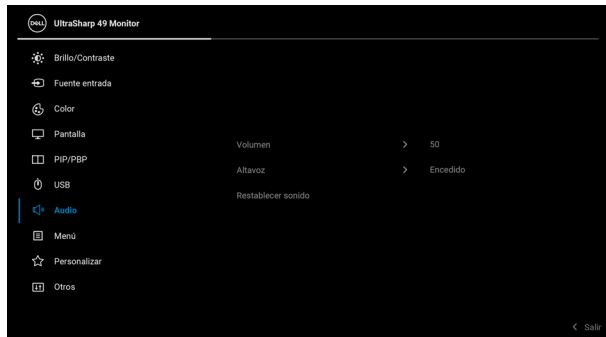 DELL
UltraSharp 49 Monitor
Brillo/Contraste
Fuente entrada
Color
Pantalla
PIP/PBP
USB
Audio
Menú
Personalizar
Otros
Volumen > 50
Altavoz > Encedido
Restablecer sonido
< Salir